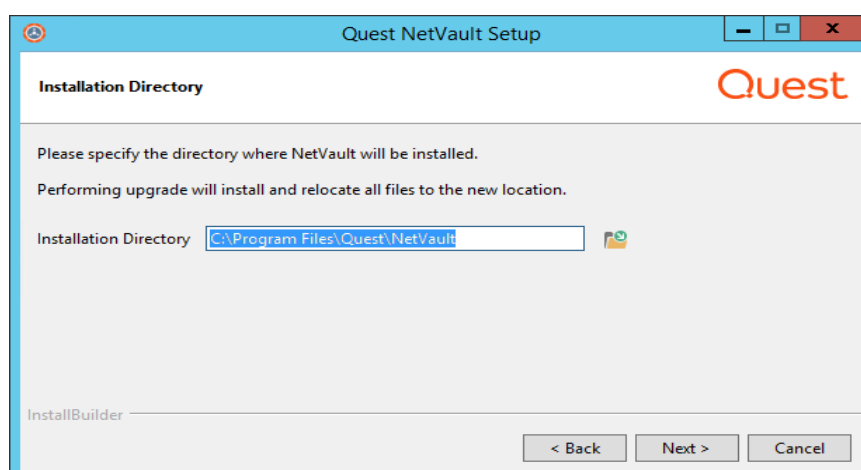 Quest NetVault Setup
Installation Directory
Quest
Please specify the directory where NetVault will be installed.
Performing upgrade will install and relocate all files to the new location.
Installation Directory C:\Program Files\Quest\NetVault
InstallBuilder
< Back Next > Cancel